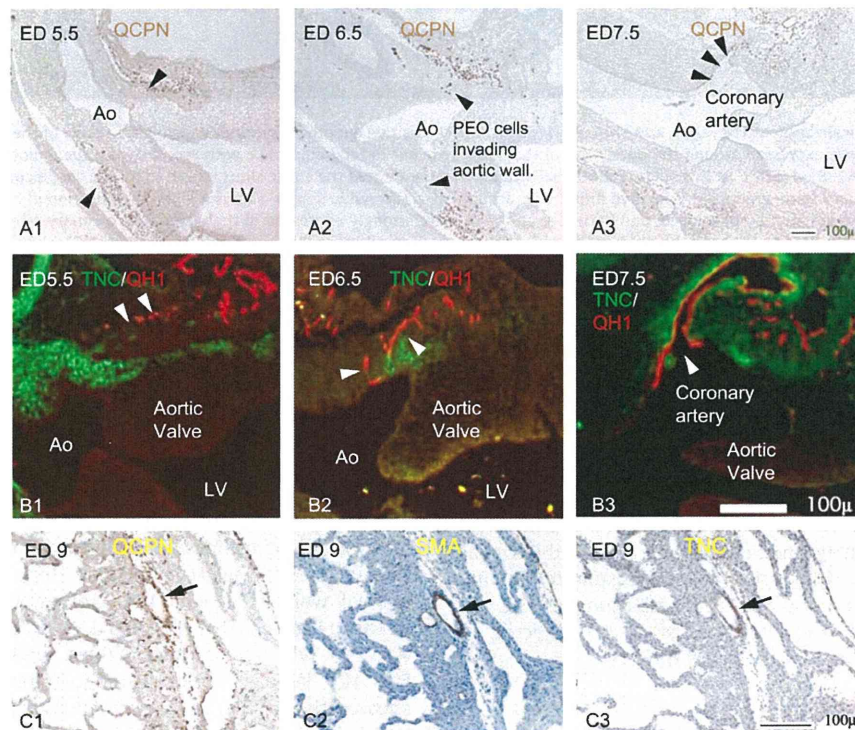 ED 5.5 QCPN
Ao
LV
A1
ED 6.5 QCPN
Ao
PEO cells
invading
aortic wall.
LV
A2
ED7.5 QCPN
Coronary
artery
Ao
LV
A3
100μ
ED5.5 TNC/QH1
Aortic
Valve
Ao
LV
B1
ED6.5 TNC/QH1
Aortic
Valve
Ao
LV
B2
ED7.5
TNC/
QH1
Coronary
artery
Aortic
Valve
B3
100μ
ED 9 QCPN
C1
ED 9 SMA
C2
ED 9 TNC
C3
100μ